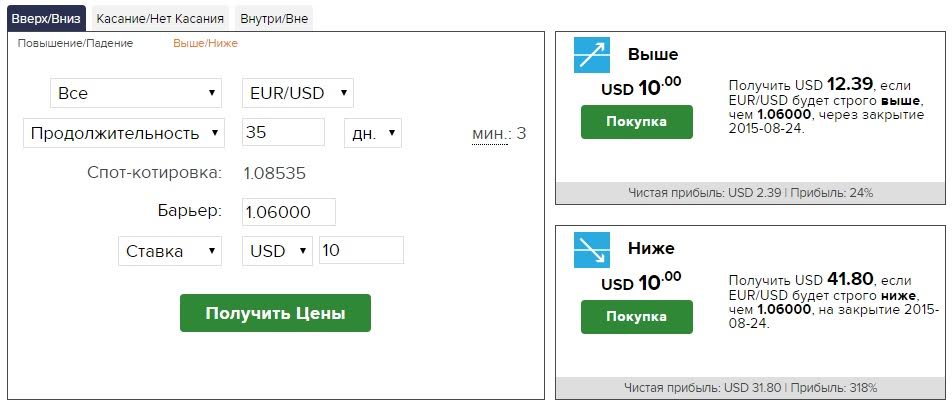 Вверх/Вниз Касание/Нет Касания Внутри/Вне
Повышение/Падение Выше/Ниже
Все EUR/USD
Продолжительность 35 дн. мин.: 3
Спот-котировка: 1.08535
Барьер: 1.06000
Ставка USD 10
Получить Цены
Выше
USD 10.00
Покупка
Получить USD 12.39, если
EUR/USD будет строго выше,
чем 1.06000, через закрытие
2015-08-24.
Чистая прибыль: USD 2.39 | Прибыль: 24%
Ниже
USD 10.00
Покупка
Получить USD 41.80, если
EUR/USD будет строго ниже,
чем 1.06000, на закрытие 2015-
08-24.
Чистая прибыль: USD 31.80 | Прибыль: 318%